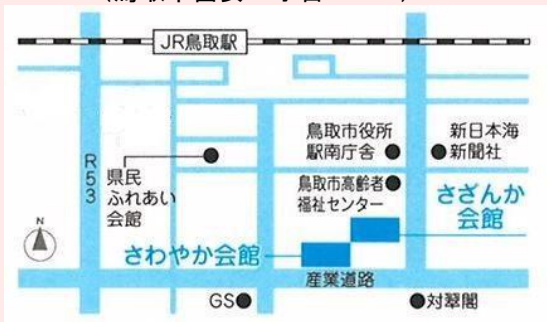 JR鳥取駅
鳥取市役所
駅南庁舎
新日本海
新聞社
R53
県民
ふれあい
会館
鳥取市高齢者
福祉センター
さざんか
会館
N
さわやか会館
産業道路
GS
対翠閣